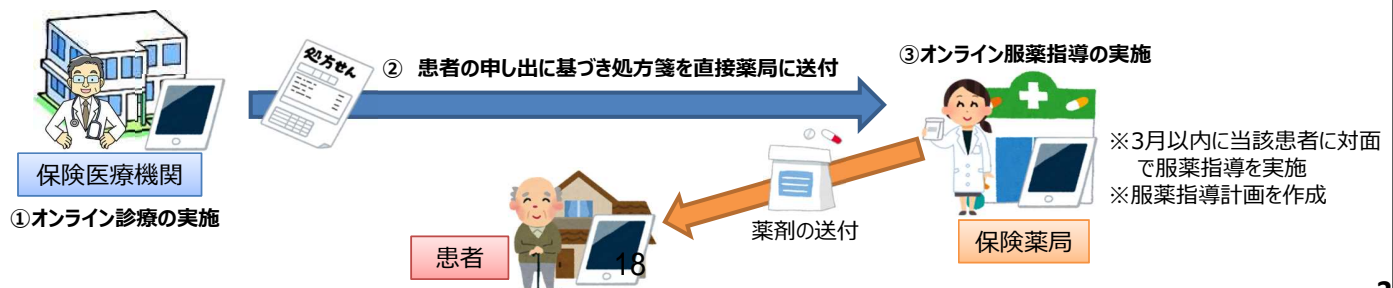 処方せん
② 患者の申し出に基づき処方箋を直接薬局に送付
③オンライン服薬指導の実施
※3月以内に当該患者に対面
で服薬指導を実施
※服薬指導計画を作成
保険医療機関
①オンライン診療の実施
薬剤の送付
保険薬局
患者
18